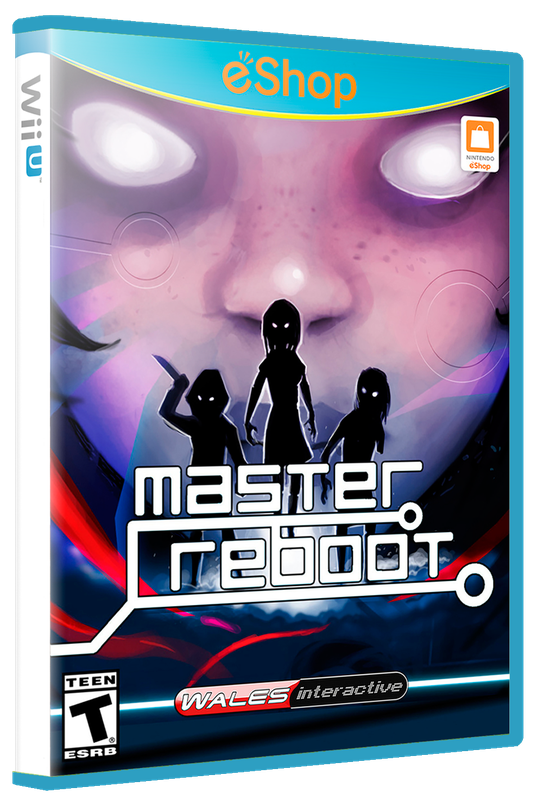 eShop
Wii U
NINTENDO
eShop
master
reboot
WALES interactive
TEEN
T
ESRB